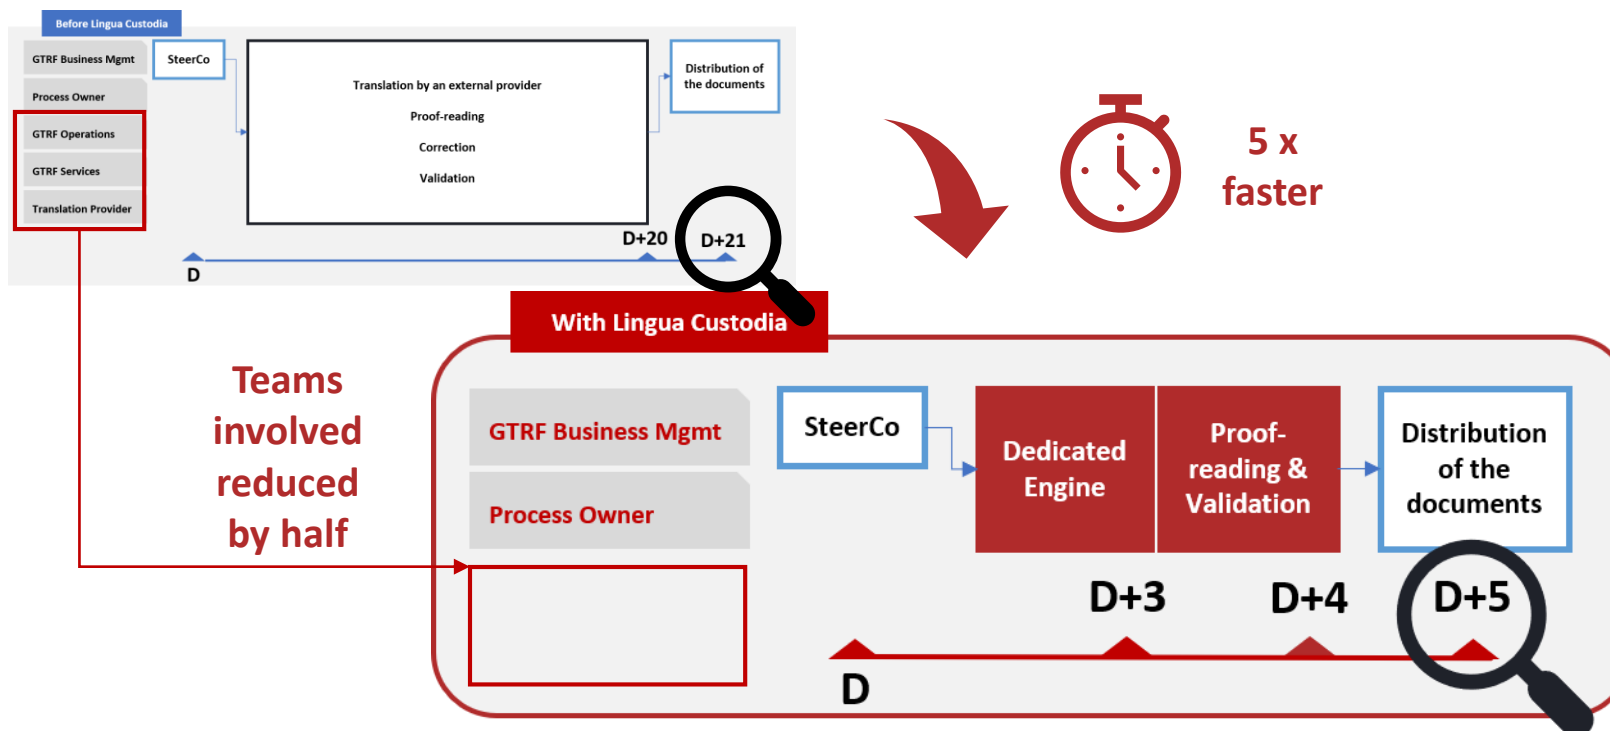 Before Lingua Custodia
GTRF Business Mgmt
Process Owner
GTRF Operations
GTRF Services
Translation Provider
SteerCo
Translation by an external provider
Proof-reading
Correction
Validation
Distribution of
the documents
D
D+20
D+21
5 x
faster
Teams
involved
reduced
by half
With Lingua Custodia
GTRF Business Mgmt
Process Owner
SteerCo
Dedicated
Engine
Proof-
reading &
Validation
Distribution
of the
documents
D
D+3
D+4
D+5